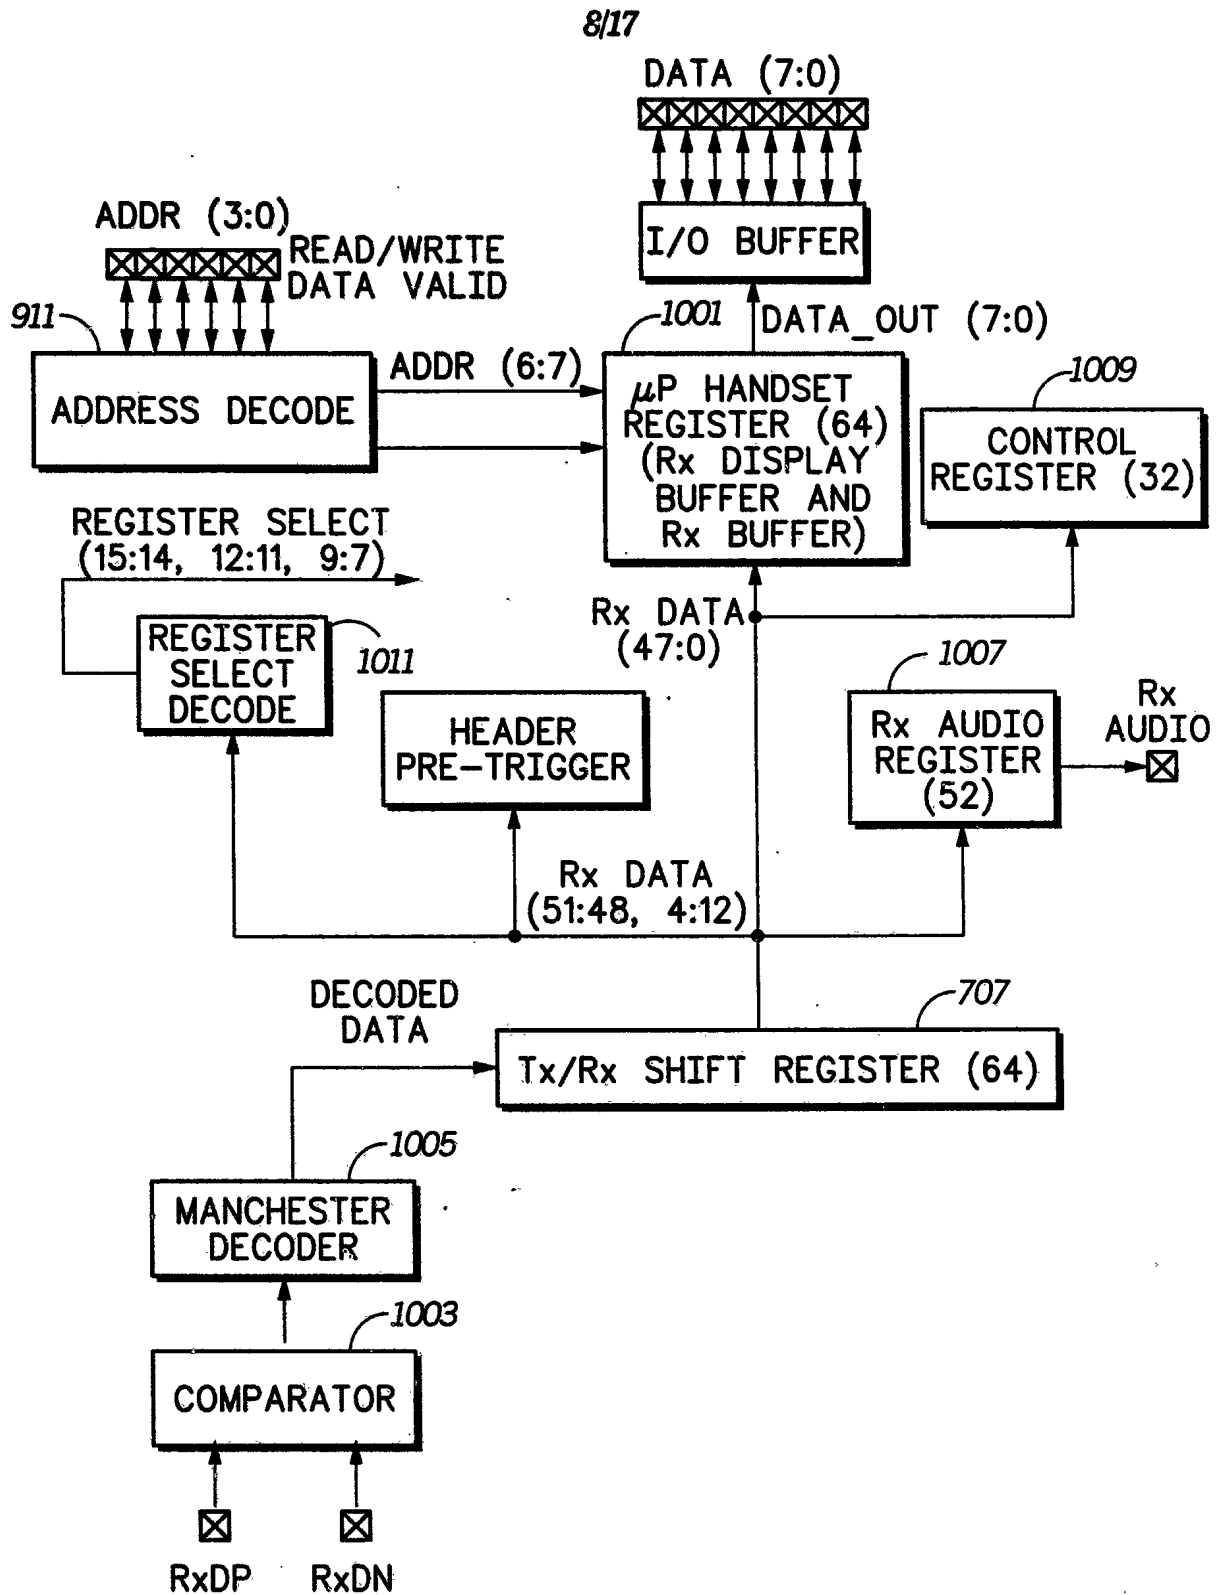 8/17
DATA (7:0)
ADDR (3:0)
READ/WRITE
DATA VALID
I/O BUFFER
911
1001
DATA_OUT (7:0)
ADDRESS DECODE
ADDR (6:7)
µP HANDSET
REGISTER (64)
(Rx DISPLAY
BUFFER AND
Rx BUFFER)
1009
CONTROL
REGISTER (32)
REGISTER SELECT
(15:14, 12:11, 9:7)
REGISTER
SELECT
DECODE
1011
Rx DATA
(47:0)
1007
HEADER
PRE-TRIGGER
Rx AUDIO
REGISTER
(52)
Rx
AUDIO
Rx DATA
(51:48, 4:12)
DECODED
DATA
707
Tx/Rx SHIFT REGISTER (64)
1005
MANCHESTER
DECODER
1003
COMPARATOR
RxDP
RxDN